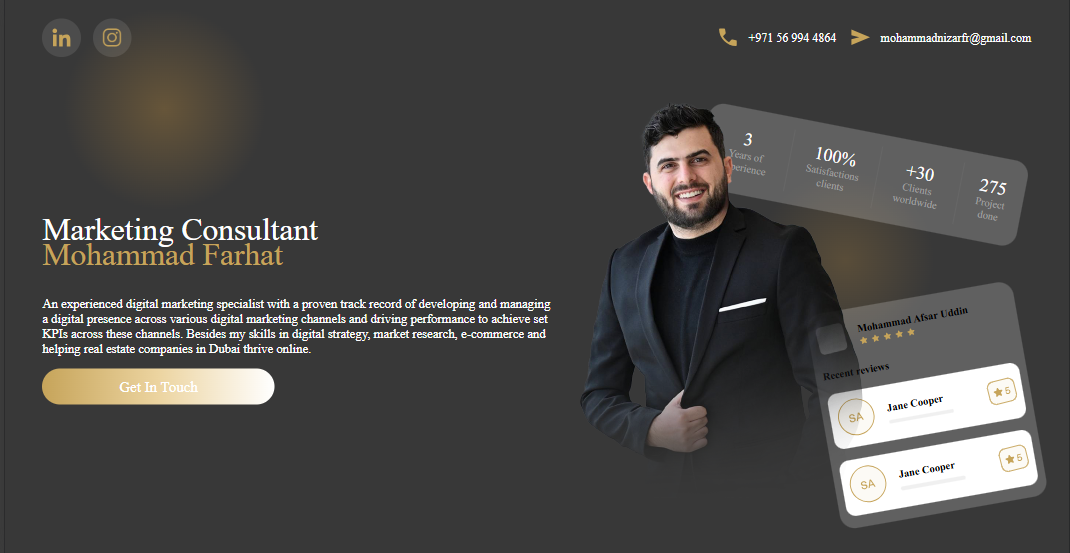 in
+971 56 994 4864
mohammadnizarfr@gmail.com
3
Years of
perience
100%
Satisfactions
clients
+30
Clients
worldwide
275
Project
done
Marketing Consultant
Mohammad Farhat
An experienced digital marketing specialist with a proven track record of developing and managing
a digital presence across various digital marketing channels and driving performance to achieve set
KPIs across these channels. Besides my skills in digital strategy, market research, e-commerce and
helping real estate companies in Dubai thrive online.
Get In Touch
Mohammad Afsar Uddin
Recent reviews
SA
Jane Cooper
5
SA
Jane Cooper
5